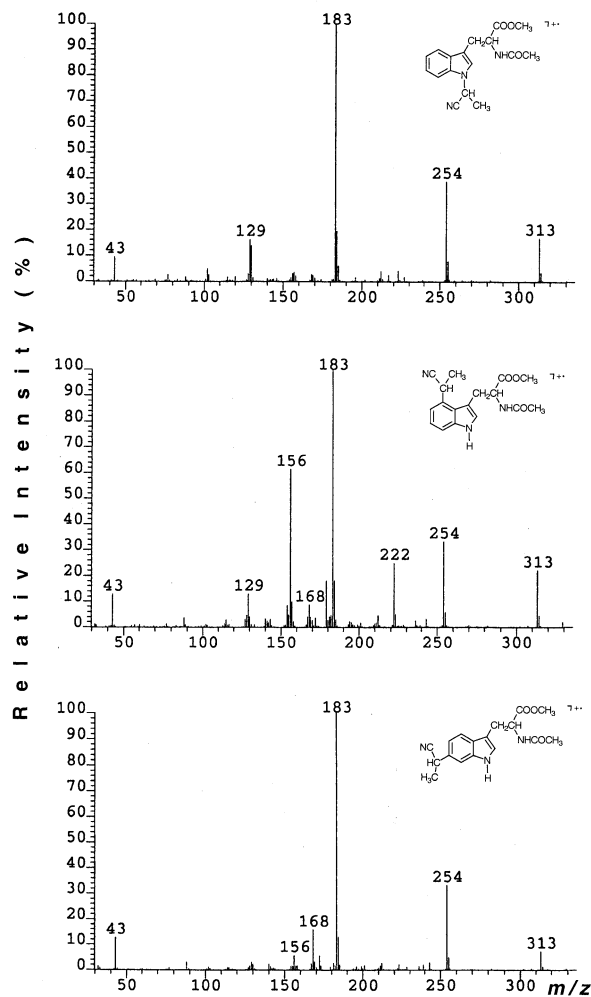 Relative Intensity (%)
100
90
80
70
60
50
40
30
20
10
0
50 100 150 200 250 300
43
129
183
254
313
COOCH3
CH2CH
NHCOCH3
N
CH
NC CH3
┐+•
100
90
80
70
60
50
40
30
20
10
0
50 100 150 200 250 300
43
129
156
168
183
222
254
313
NC CH3
CH
COOCH3
CH2CH
NHCOCH3
N
H
┐+•
100
90
80
70
60
50
40
30
20
10
0
50 100 150 200 250 300 m/z
43
156
168
183
254
313
COOCH3
CH2CH
NHCOCH3
NC
CH
H3C
N
H
┐+•